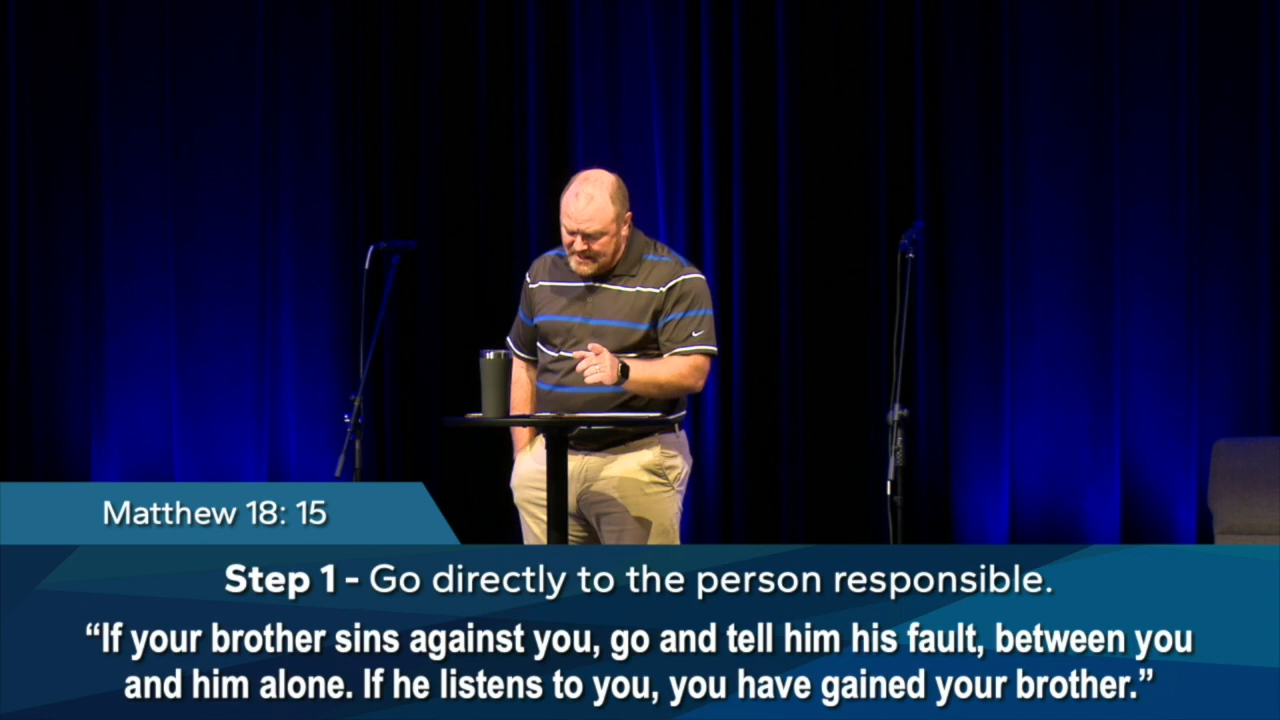 Matthew 18: 15
Step 1 - Go directly to the person responsible.
“If your brother sins against you, go and tell him his fault, between you
and him alone. If he listens to you, you have gained your brother.”